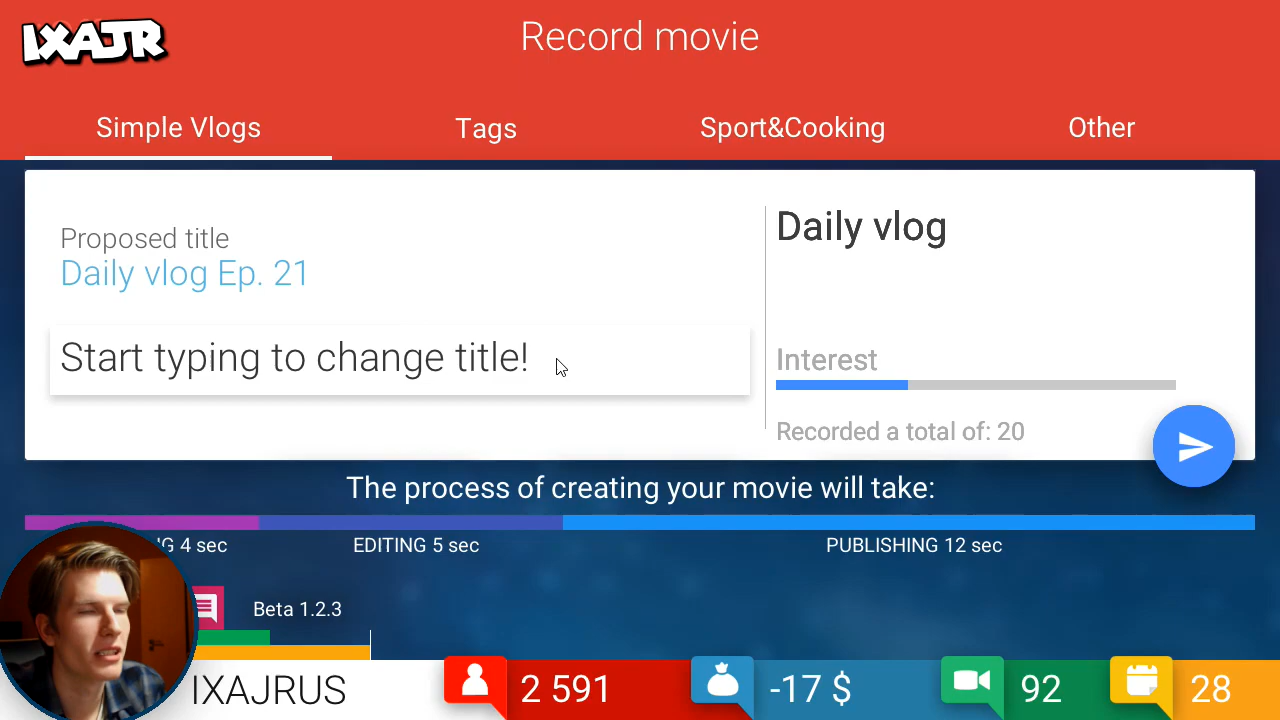 IXAJR
Record movie
Simple Vlogs
Tags
Sport&Cooking
Other
Proposed title
Daily vlog Ep. 21
Start typing to change title!
Daily vlog
Interest
Recorded a total of: 20
The process of creating your movie will take:
4 sec
EDITING 5 sec
PUBLISHING 12 sec
Beta 1.2.3
IXAJRUS
2 591
-17 $
92
28